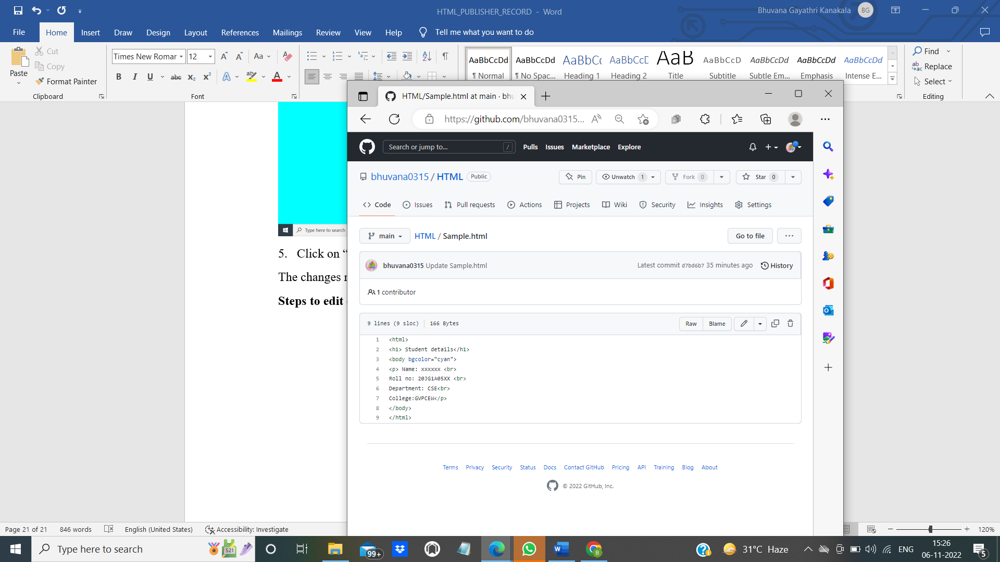 HTML_PUBLISHER_RECORD - Word
Bhuvana Gayathri Kanakala BG
File Home Insert Draw Design Layout References Mailings Review View Help Tell me what you want to do
Cut
Copy
Paste
Format Painter
Clipboard
Times New Roman 12
Aa
B I U abc x₂ x² A A
Font
AaBbCcDd AaBbCcDd AaBbCc AaBbCcD AaB AaBbCcD AaBbCcDd AaBbCcDd AaBbCcDd
¶ Normal ¶ No Spac... Heading 1 Heading 2 Title Subtitle Subtle Em... Emphasis Intense E...
Find
Replace
Select
Editing
HTML/Sample.html at main · bhu
https://github.com/bhuvana0315...
Search or jump to... /
Pulls Issues Marketplace Explore
bhuvana0315 / HTML Public
Pin Unwatch 1 Fork 0 Star 0
Code Issues Pull requests Actions Projects Wiki Security Insights Settings
main HTML / Sample.html Go to file ...
bhuvana0315 Update Sample.html Latest commit d7bd6b7 35 minutes ago History
1 contributor
9 lines (9 sloc) 166 Bytes Raw Blame
1 <html>
2 <h1> Student details</h1>
3 <body bgcolor="cyan">
4 <p> Name: xxxxxx <br>
5 Roll no: 20JG1A05XX <br>
6 Department: CSE<br>
7 College:GVPCEW</p>
8 </body>
9 </html>
Terms Privacy Security Status Docs Contact GitHub Pricing API Training Blog About
© 2022 GitHub, Inc.
Type here to search
5. Click on “
The changes
Steps to edit
Page 21 of 21 846 words English (United States) Accessibility: Investigate 120%
Type here to search
521
99+
31°C Haze
ENG
15:26
06-11-2022
5